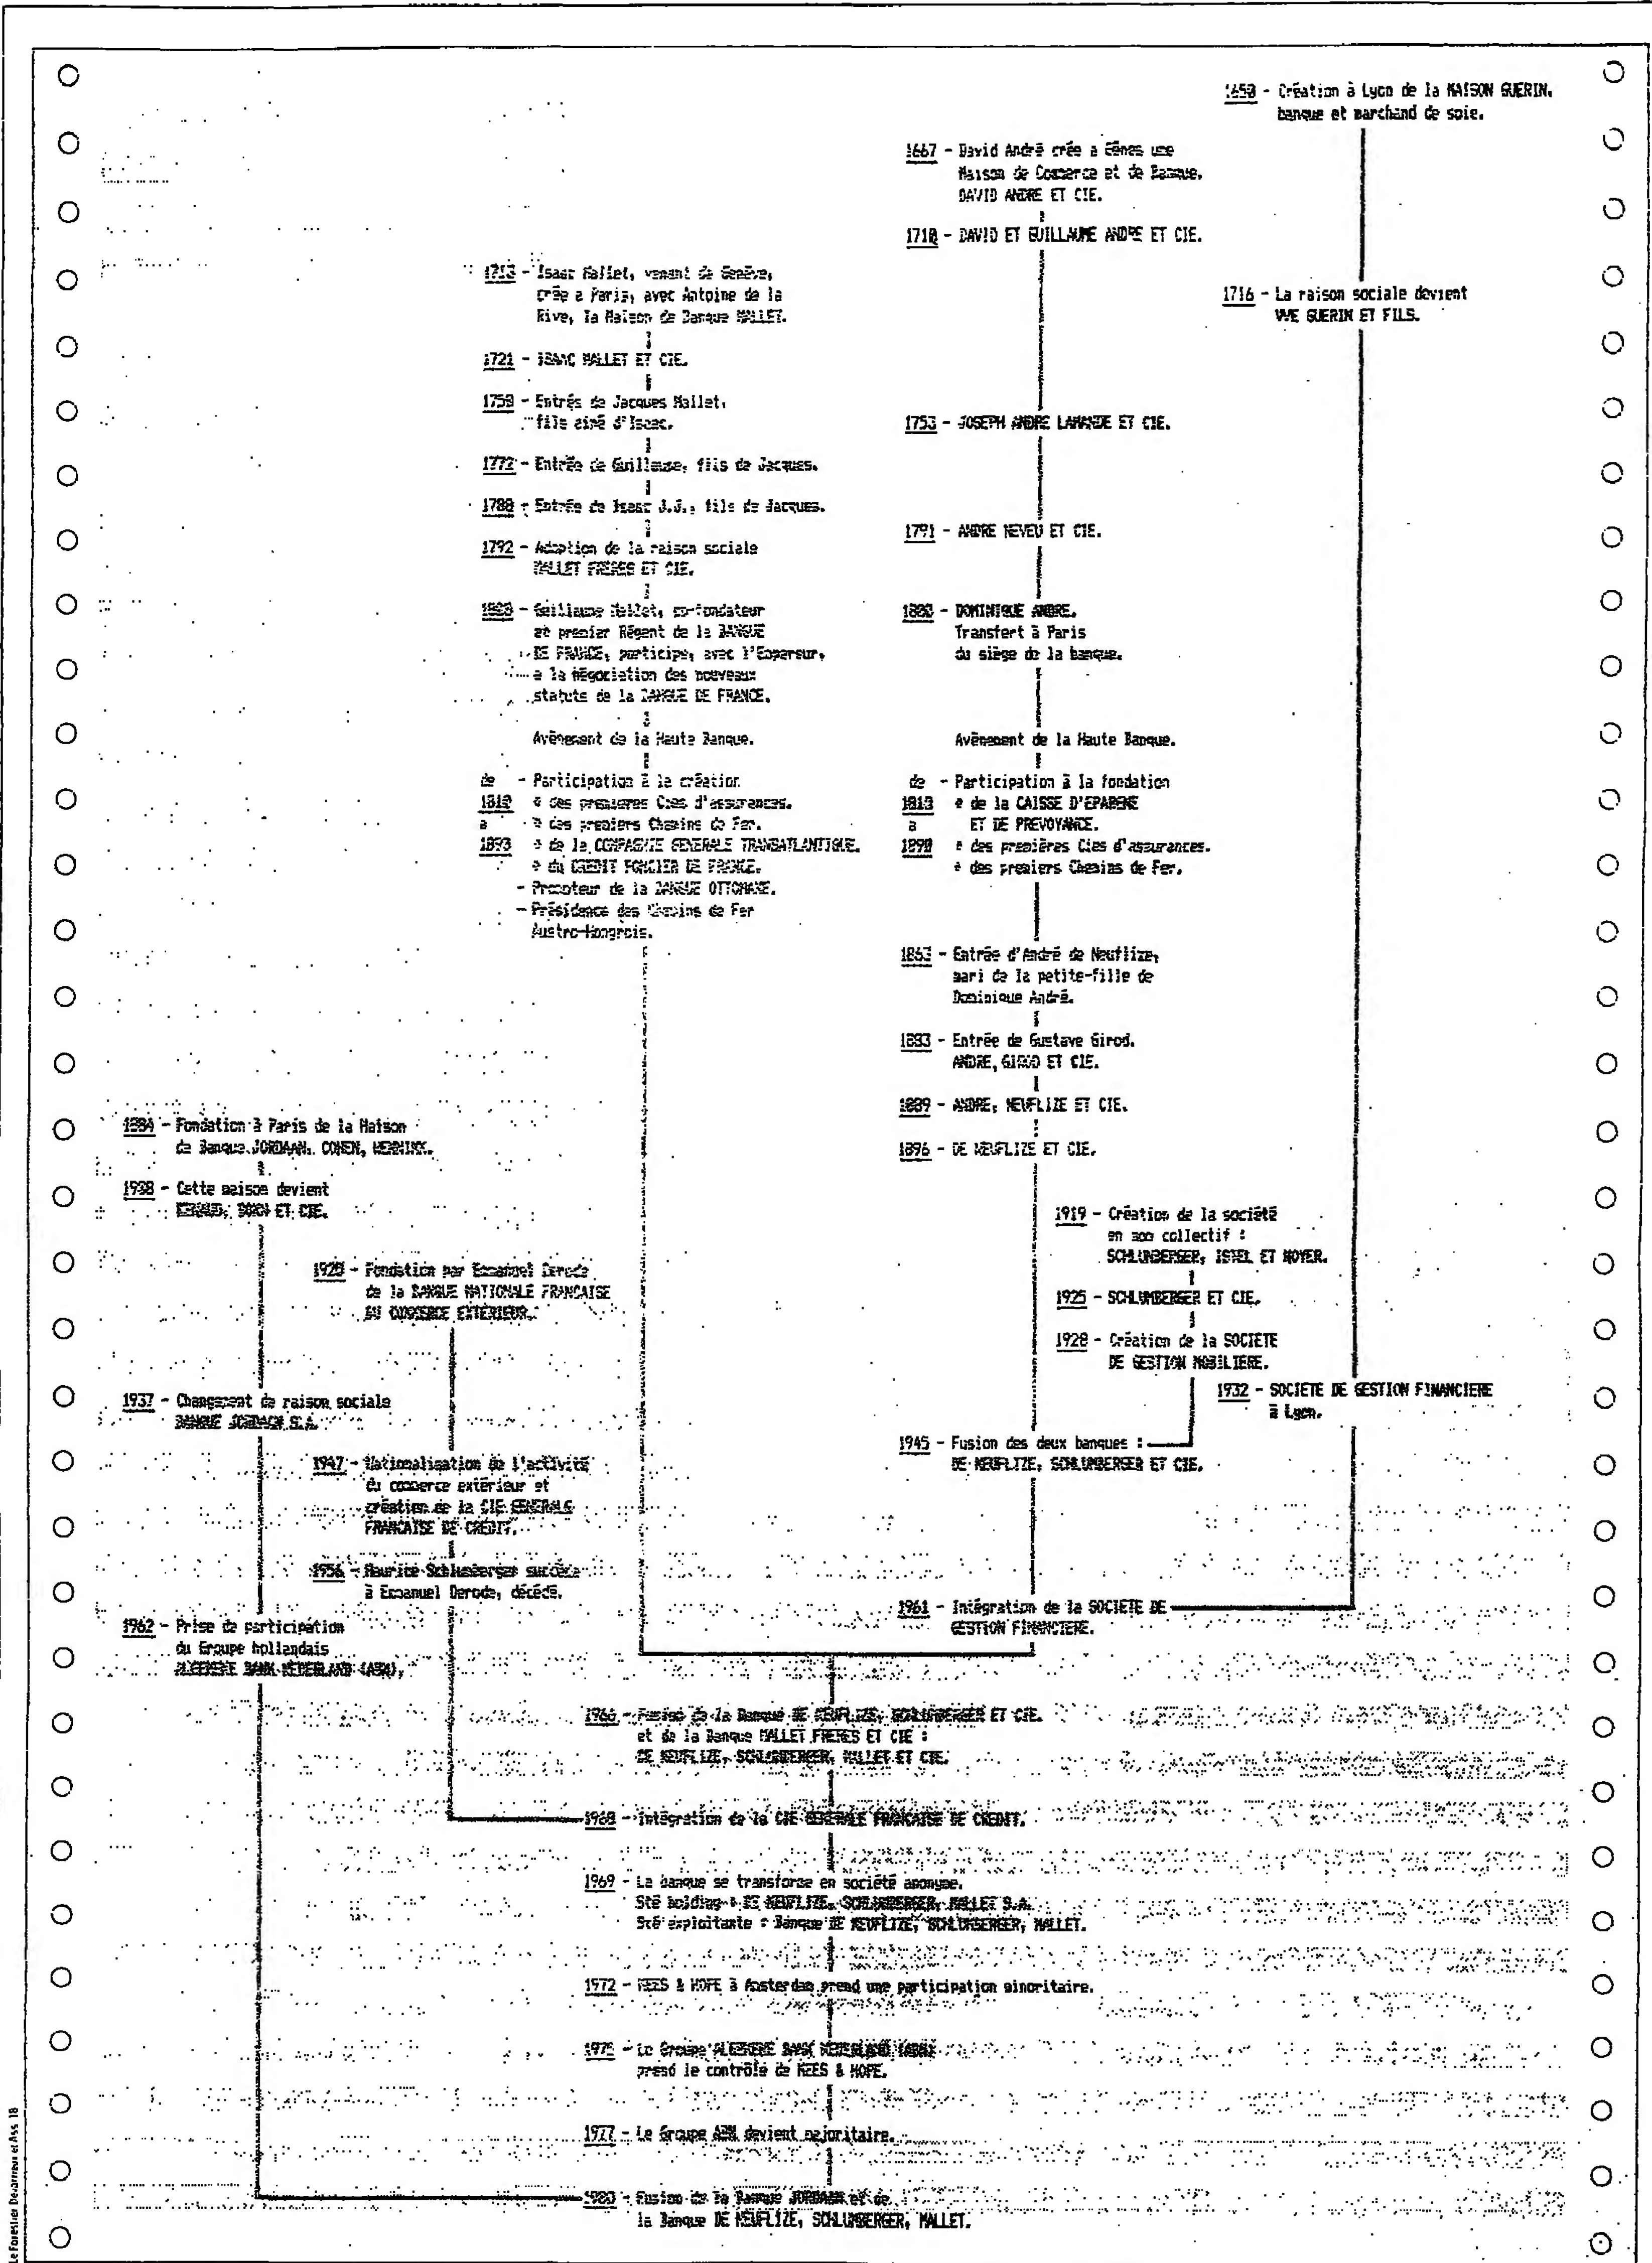 1650 - Création à Lyon de la MAISON GUERIN,
banque et marchand de soie.
1667 - David André crée a Gênes une
Maison de Commerce et de Banque,
DAVID ANDRE ET CIE.
1710 - DAVID ET GUILLAUME ANDRE ET CIE.
1713 - Isaac Mallet, venant de Genève,
crée a Paris, avec Antoine de la
Rive, la Maison de Banque MALLET.
1716 - La raison sociale devient
VVE GUERIN ET FILS.
1721 - ISAAC MALLET ET CIE.
1750 - Entrée de Jacques Mallet,
fils ainé d'Isaac.
1753 - JOSEPH ANDRE LAMANDE ET CIE.
1772 - Entrée de Guillaume, fils de Jacques.
1788 - Entrée de Isaac J.J., fils de Jacques.
1791 - ANDRE NEVEU ET CIE.
1792 - Adoption de la raison sociale
MALLET FRERES ET CIE.
1800 - Guillaume Mallet, co-fondateur
et premier Régent de la BANQUE
DE FRANCE, participe, avec l'Empereur,
a la négociation des nouveaux
statuts de la BANQUE DE FRANCE.
1800 - DOMINIQUE ANDRE.
Transfert à Paris
du siège de la banque.
Avènement de la Haute Banque.
Avènement de la Haute Banque.
de - Participation à la création
* des premieres Cies d'assurances.
a * des premiers Chemins de Fer.
1893 * de la COMPAGNIE GENERALE TRANSATLANTIQUE.
* du CREDIT FONCIER DE FRANCE.
- Promoteur de la BANQUE OTTOMANE.
- Présidence des Chemins de Fer
Austro-Hongrois.
de - Participation à la fondation
* de la CAISSE D'EPARGNE
a ET DE PREVOYANCE.
1890 * des premières Cies d'assurances.
* des premiers Chemins de Fer.
1863 - Entrée d'André de Neuflize,
mari de la petite-fille de
Dominique André.
1883 - Entrée de Gustave Girod.
ANDRE, GIROD ET CIE.
1889 - ANDRE, NEUFLIZE ET CIE.
1884 - Fondation à Paris de la Maison
de Banque JORDAAN, COHEN, WENNINK.
1896 - DE NEUFLIZE ET CIE.
1908 - Cette maison devient
ET CIE.
1919 - Création de la société
en nom collectif :
SCHLUMBERGER, ISTEL ET NOYER.
1920 - Fondation par Emmanuel Derode
de la BANQUE NATIONALE FRANCAISE
DU COMMERCE EXTERIEUR.
1925 - SCHLUMBERGER ET CIE.
1928 - Création de la SOCIETE
DE GESTION MOBILIERE.
1932 - SOCIETE DE GESTION FINANCIERE
à Lyon.
1937 - Changement de raison sociale
BANQUE JORDAAN S.A.
1945 - Fusion des deux banques :
DE NEUFLIZE, SCHLUMBERGER ET CIE.
1947 - Nationalisation de l'activité
du commerce extérieur et
création de la CIE GENERALE
FRANCAISE DE CREDIT.
1956 - Maurice Schlumberger succède
à Emmanuel Derode, décédé.
1961 - Intégration de la SOCIETE DE
GESTION FINANCIERE.
1962 - Prise de participation
du Groupe hollandais
ALGEMENE BANK NEDERLAND (ABN).
1966 - Fusion de la Banque DE NEUFLIZE, SCHLUMBERGER ET CIE.
et de la Banque MALLET FRERES ET CIE :
DE NEUFLIZE, SCHLUMBERGER, MALLET ET CIE.
1968 - Intégration de la CIE GENERALE FRANCAISE DE CREDIT.
1969 - La banque se transforme en société anonyme.
Sté holding : DE NEUFLIZE, SCHLUMBERGER, MALLET S.A.
Sté exploitante : Banque DE NEUFLIZE, SCHLUMBERGER, MALLET.
1972 - MEES & HOPE à Amsterdam prend une participation minoritaire.
1975 - Le Groupe ALGEMENE BANK NEDERLAND (ABN)
prend le contrôle de MEES & HOPE.
1977 - Le Groupe ABN devient majoritaire.
1980 - Fusion de la Banque JORDAAN et de
la Banque DE NEUFLIZE, SCHLUMBERGER, MALLET.